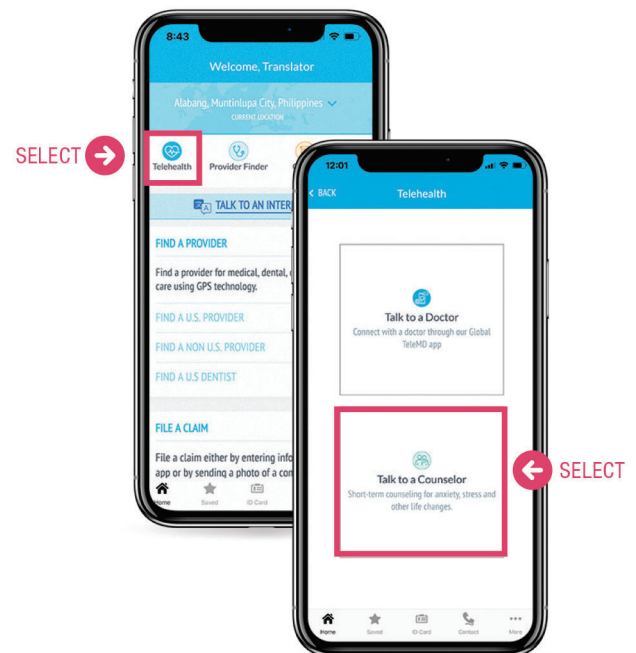 8:43
Welcome, Translator
Alabang, Muntinlupa City, Philippines
CURRENT LOCATION
SELECT
Telehealth
Provider Finder
TALK TO AN INTER
FIND A PROVIDER
Find a provider for medical, dental,
care using GPS technology.
FIND A U.S. PROVIDER
FIND A NON U.S. PROVIDER
FIND A U.S DENTIST
FILE A CLAIM
File a claim either by entering info
app or by sending a photo of a con
Home
Saved
ID Card
12:01
< BACK
Telehealth
Talk to a Doctor
Connect with a doctor through our Global
TeleMD app
Talk to a Counselor
Short-term counseling for anxiety, stress and
other life changes.
SELECT
Home
Saved
ID Card
Contact
More